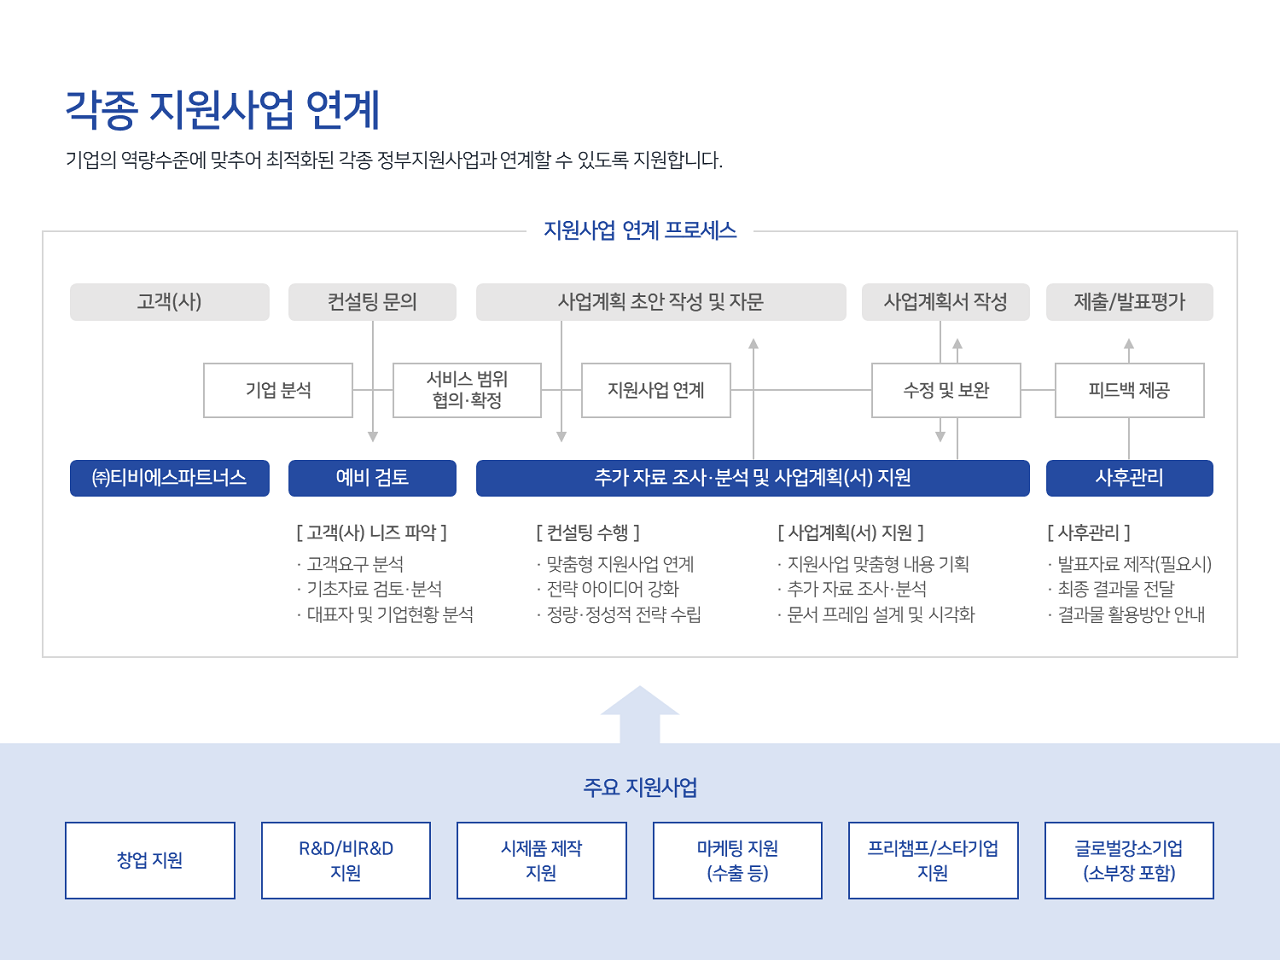 각종 지원사업 연계
기업의 역량수준에 맞추어 최적화된 각종 정부지원사업과 연계할 수 있도록 지원합니다.
지원사업 연계 프로세스
고객(사)
컨설팅 문의
사업계획 초안 작성 및 자문
사업계획서 작성
제출/발표평가
기업 분석
서비스 범위
협의·확정
지원사업 연계
수정 및 보완
피드백 제공
㈜티비에스파트너스
예비 검토
추가 자료 조사·분석 및 사업계획(서) 지원
사후관리
[ 고객(사) 니즈 파악 ]
· 고객요구 분석
· 기초자료 검토·분석
· 대표자 및 기업현황 분석
[ 컨설팅 수행 ]
· 맞춤형 지원사업 연계
· 전략 아이디어 강화
· 정량·정성적 전략 수립
[ 사업계획(서) 지원 ]
· 지원사업 맞춤형 내용 기획
· 추가 자료 조사·분석
· 문서 프레임 설계 및 시각화
[ 사후관리 ]
· 발표자료 제작(필요시)
· 최종 결과물 전달
· 결과물 활용방안 안내
주요 지원사업
창업 지원
R&D/비R&D
지원
시제품 제작
지원
마케팅 지원
(수출 등)
프리챔프/스타기업
지원
글로벌강소기업
(소부장 포함)